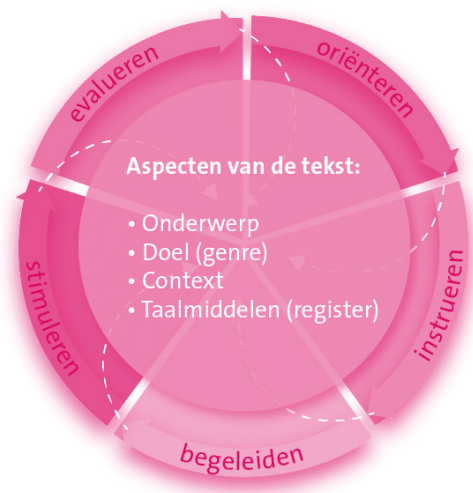 evalueren
oriënteren
Aspecten van de tekst:
• Onderwerp
• Doel (genre)
• Context
• Taalmiddelen (register)
stimuleren
instrueren
begeleiden